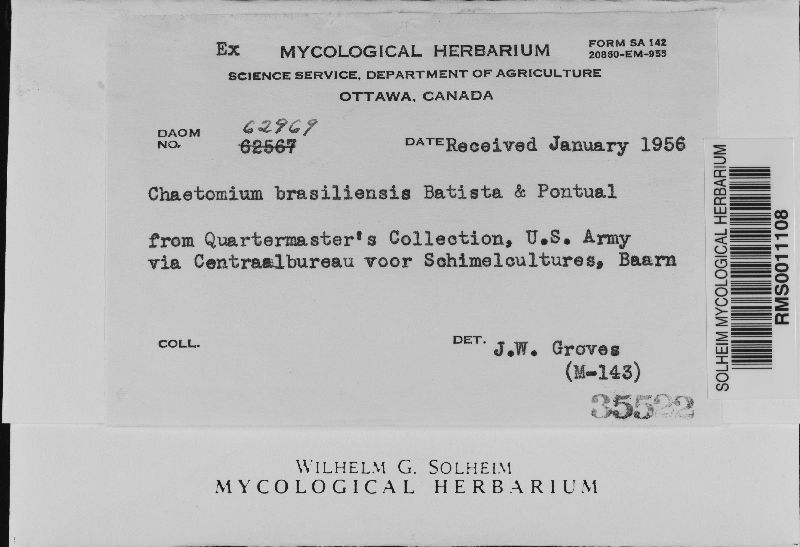 Ex MYCOLOGICAL HERBARIUM FORM SA 142
20860-EM-955
SCIENCE SERVICE, DEPARTMENT OF AGRICULTURE
OTTAWA, CANADA
DAOM NO. 62969
62567
DATE Received January 1956
Chaetomium brasiliensis Batista & Pontual
from Quartermaster's Collection, U.S. Army
via Centraalbureau voor Schimelcultures, Baarn
COLL.
DET. J.W. Groves
(M-143)
35522
SOLHEIM MYCOLOGICAL HERBARIUM
RMS0011108
WILHELM G. SOLHEIM
MYCOLOGICAL HERBARIUM